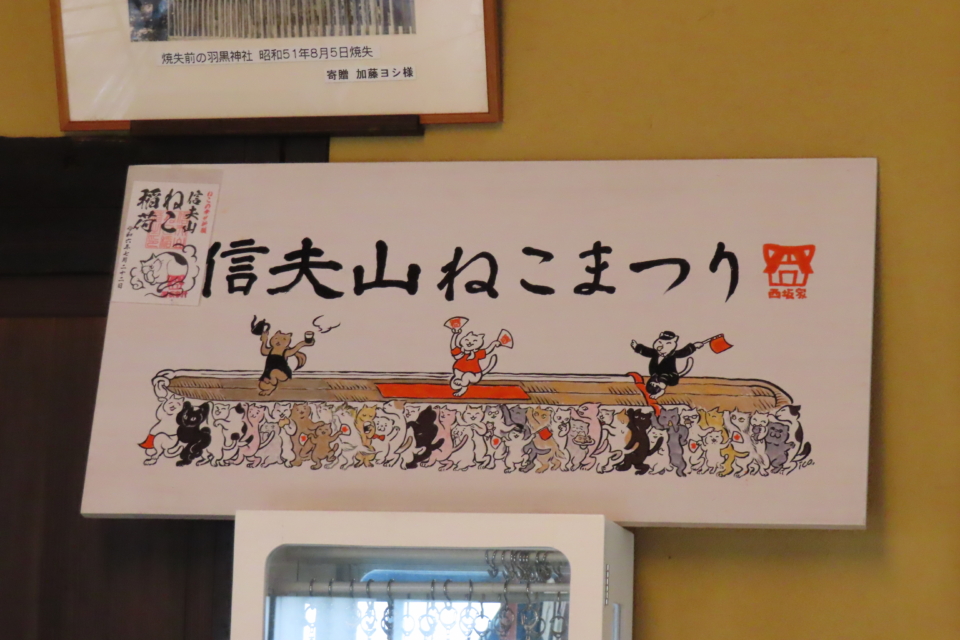 焼失前の羽黒神社 昭和51年8月5日焼失
寄贈 加藤ヨシ様
信夫山
ねこ
稲荷
信夫山ねこまつり
西坂家